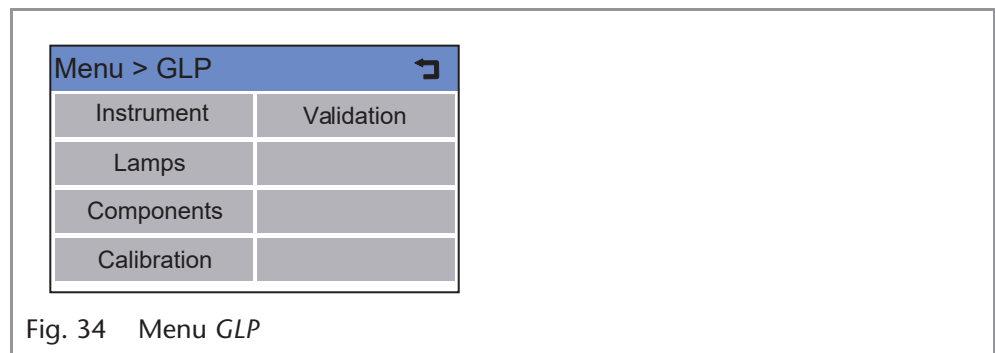 Menu > GLP
Instrument Validation
Lamps
Components
Calibration
Fig. 34 Menu GLP